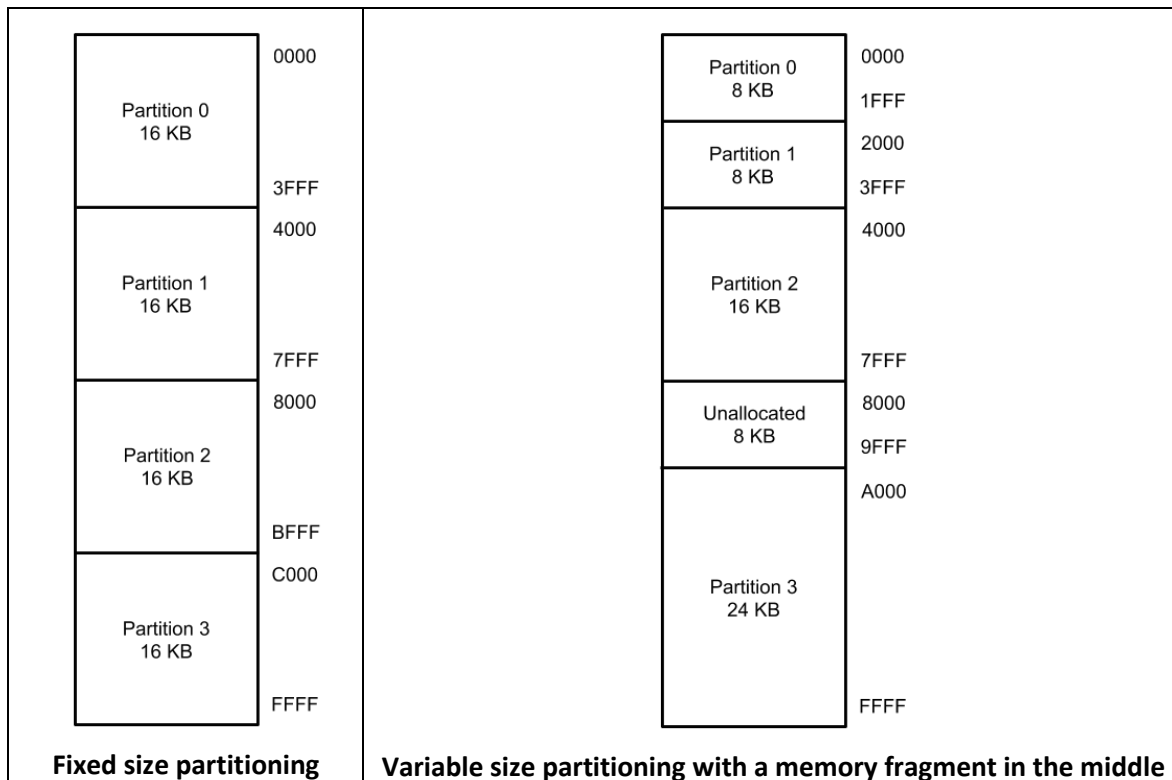 0000
Partition 0
16 KB
3FFF
4000
Partition 1
16 KB
7FFF
8000
Partition 2
16 KB
BFFF
C000
Partition 3
16 KB
FFFF
Fixed size partitioning
0000
Partition 0
8 KB
1FFF
2000
Partition 1
8 KB
3FFF
4000
Partition 2
16 KB
7FFF
8000
Unallocated
8 KB
9FFF
A000
Partition 3
24 KB
FFFF
Variable size partitioning with a memory fragment in the middle